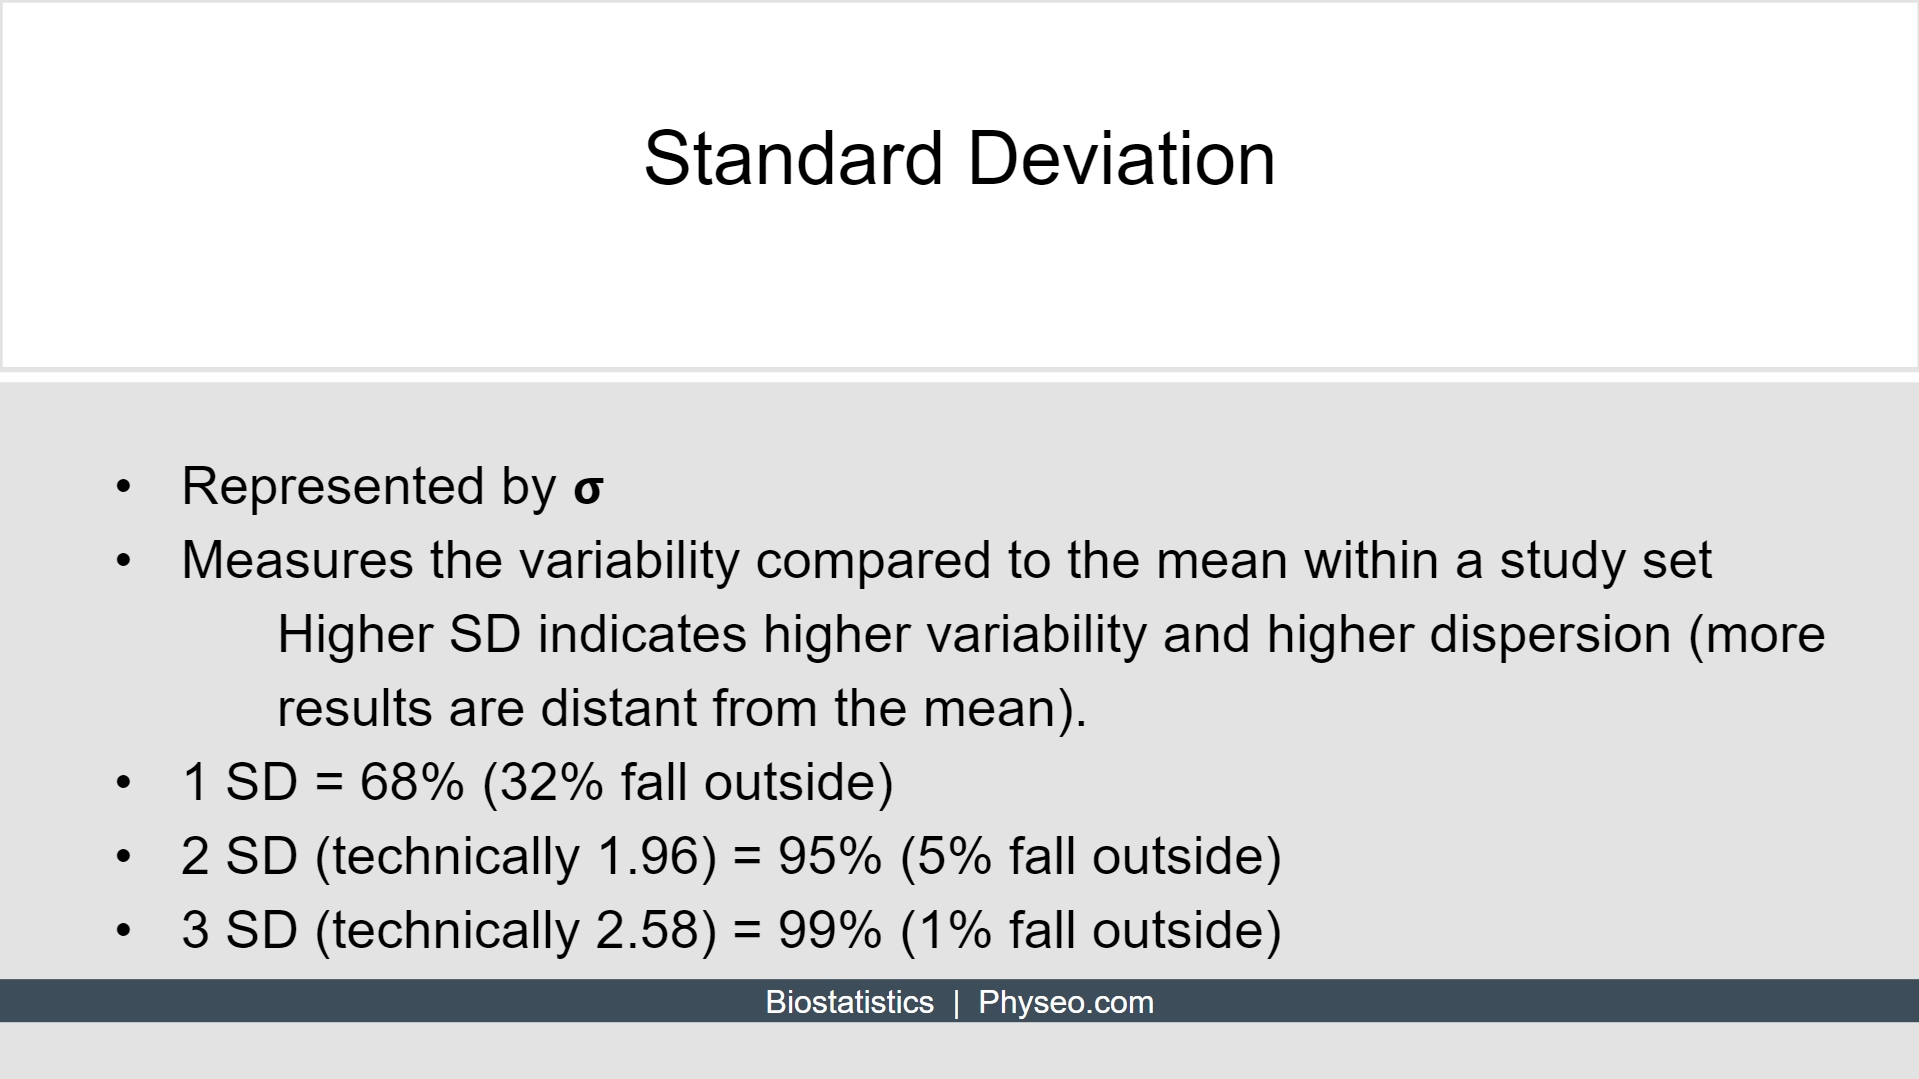 Standard Deviation
• Represented by σ
• Measures the variability compared to the mean within a study set
Higher SD indicates higher variability and higher dispersion (more
results are distant from the mean).
• 1 SD = 68% (32% fall outside)
• 2 SD (technically 1.96) = 95% (5% fall outside)
• 3 SD (technically 2.58) = 99% (1% fall outside)
Biostatistics | Physeo.com